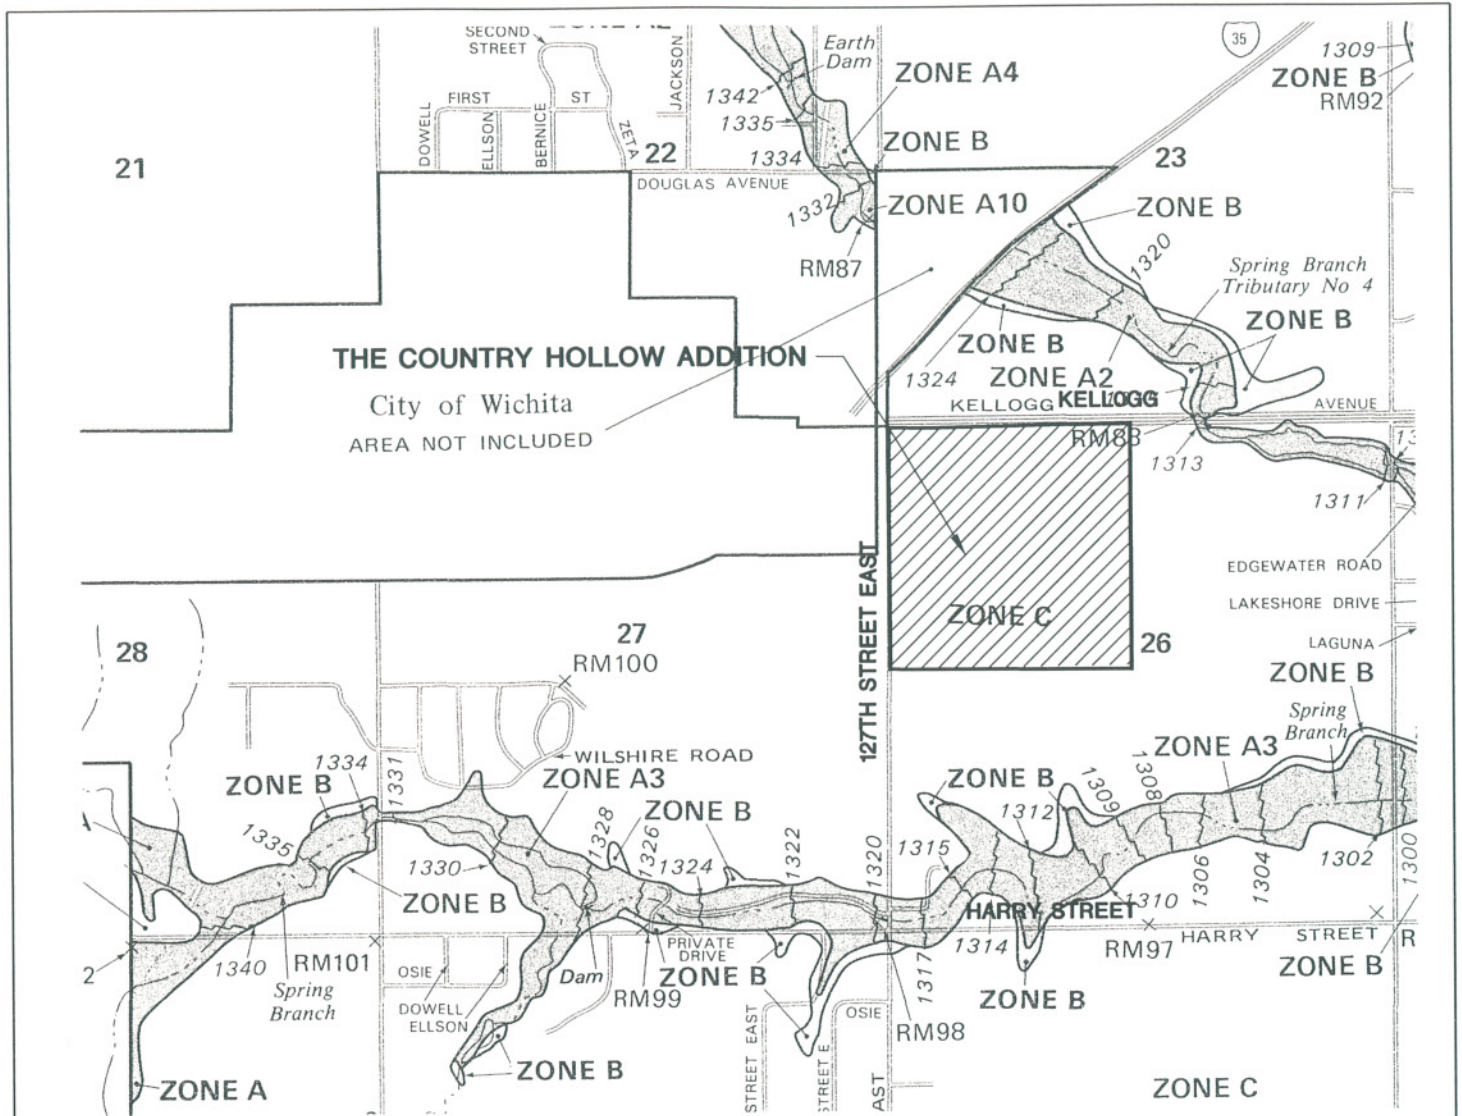 SECOND
STREET
JACKSON
Earth
Dam
ZONE A4
35
1309
ZONE B
RM92
FIRST
ST
1342
1335
DOWELL
ELLSON
BERNICE
ZETA
21
22
1334
ZONE B
23
DOUGLAS AVENUE
1332
ZONE A10
ZONE B
RM87
1320
Spring Branch
Tributary No 4
ZONE B
THE COUNTRY HOLLOW ADDITION
ZONE B
1324
ZONE A2
City of Wichita
KELLOGG
KELLOGG
AVENUE
AREA NOT INCLUDED
RM88
1313
1311
127TH STREET EAST
EDGEWATER ROAD
ZONE C
LAKESHORE DRIVE
28
27
26
LAGUNA
RM100
ZONE B
Spring
Branch
WILSHIRE ROAD
ZONE A3
1334
1331
ZONE B
ZONE A3
ZONE B
ZONE B
1312
1309
1308
1335
1330
1328
1326
1324
1322
1320
1315
1306
1304
1302
1300
ZONE B
1310
HARRY STREET
1314
RM97
HARRY
STREET
R
1340
RM101
OSIE
PRIVATE
DRIVE
ZONE B
ZONE B
2
Spring
Branch
Dam
RM99
1317
ZONE B
DOWELL
ELLSON
OSIE
RM98
ZONE B
ZONE A
STREET EAST
STREET E
AST
ZONE C